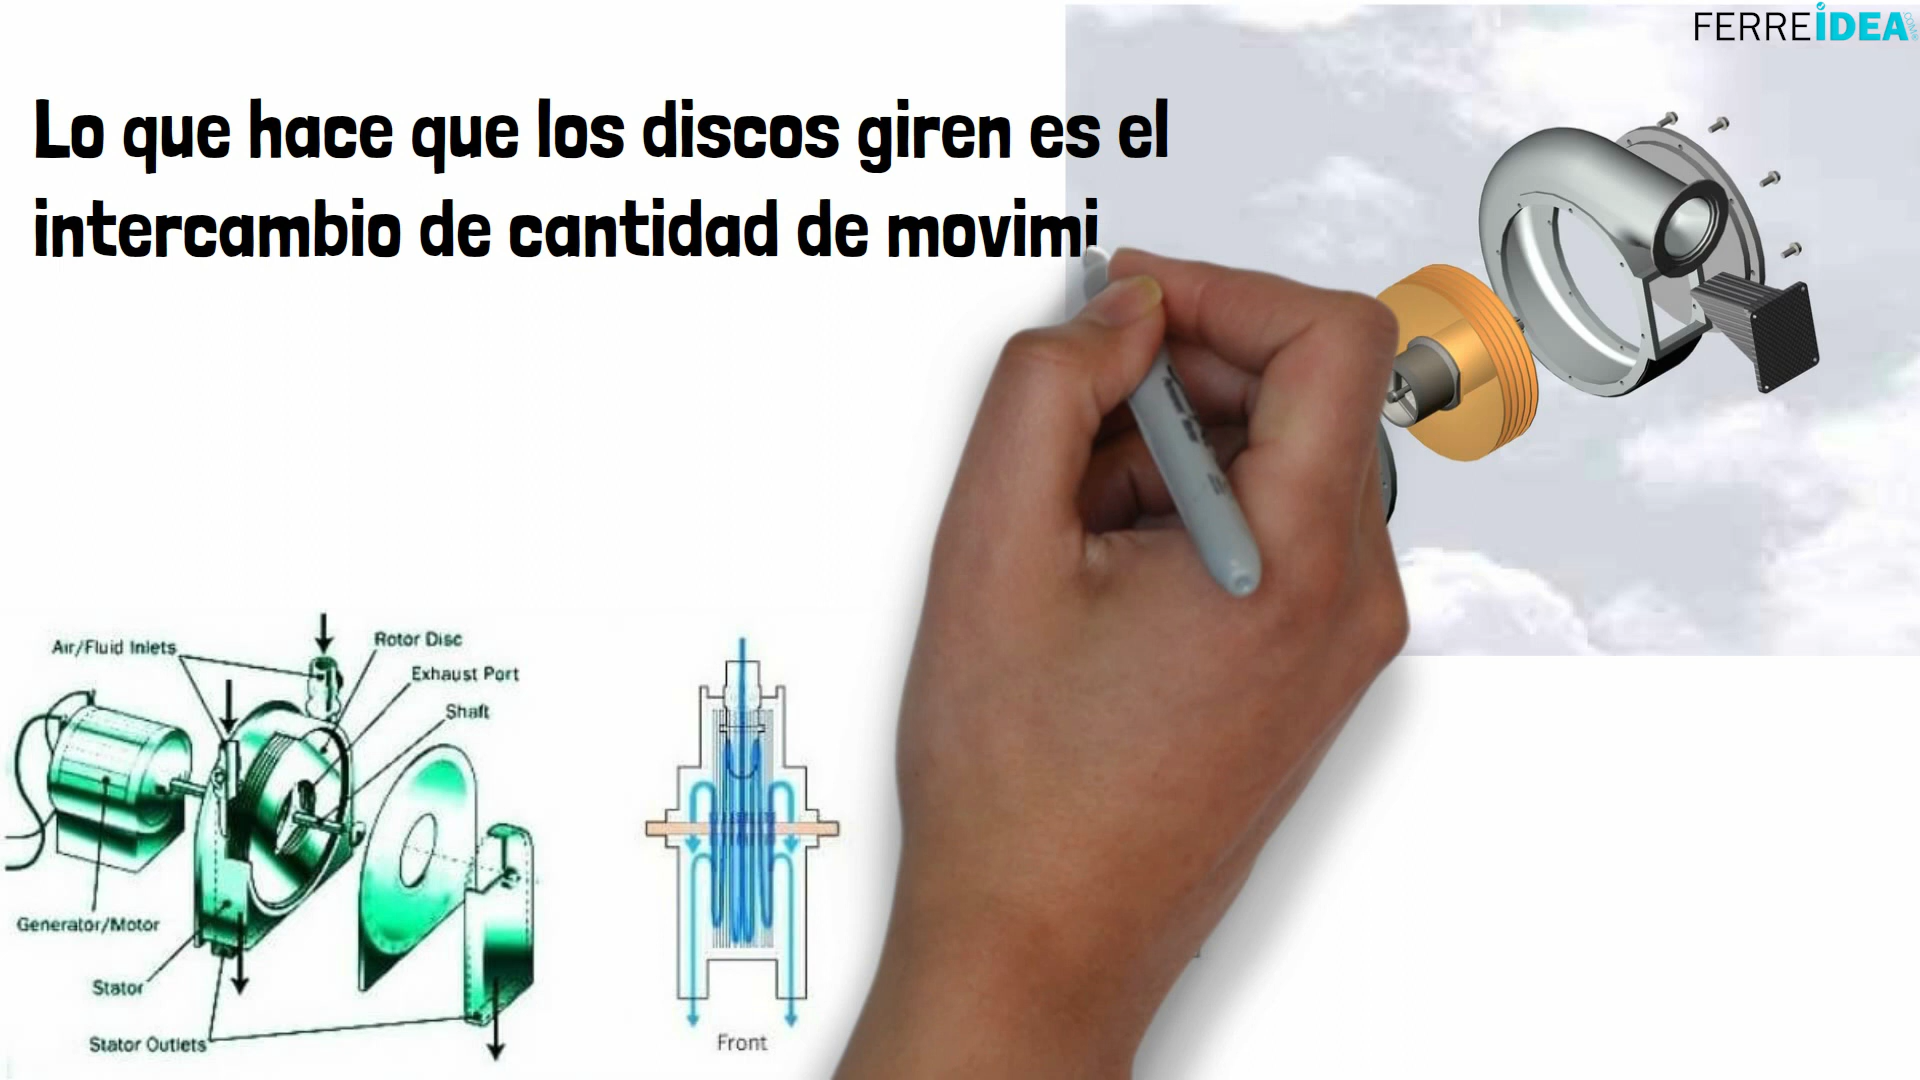 FERREIDEA
Lo que hace que los discos giren es el
intercambio de cantidad de movimi
Air/Fluid Inlets
Rotor Disc
Exhaust Port
Shaft
Generator/Motor
Stator
Stator Outlets
Front